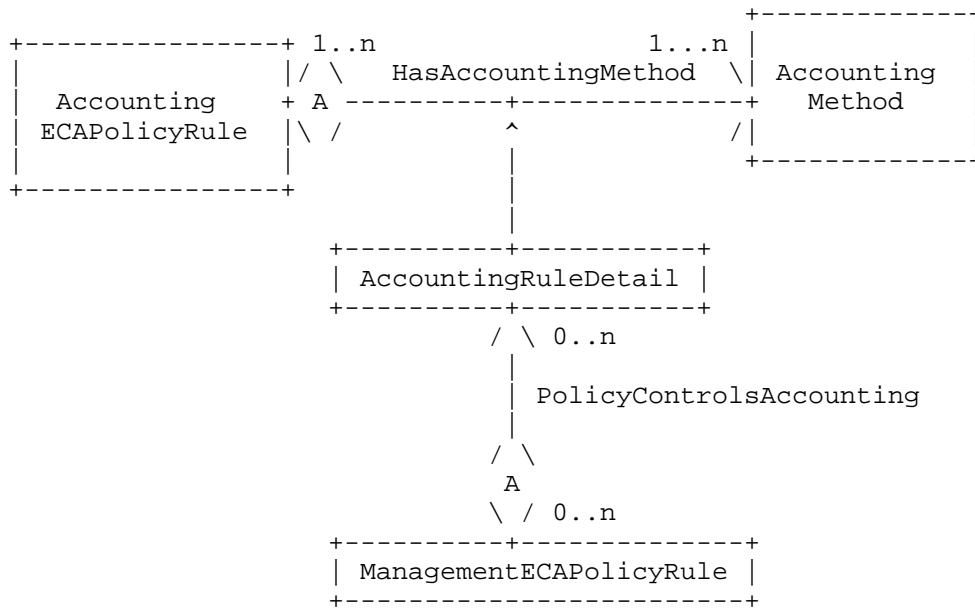 1..n 1...n
HasAccountingMethod Accounting
Accounting A Method
ECAPolicyRule
AccountingRuleDetail
0..n
PolicyControlsAccounting
A
0..n
ManagementECAPolicyRule